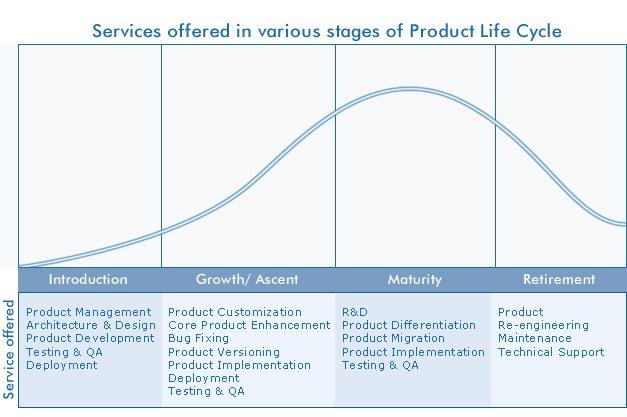 Services offered in various stages of Product Life Cycle
Introduction
Growth/ Ascent
Maturity
Retirement
Service offered
Product Management
Architecture & Design
Product Development
Testing & QA
Deployment
Product Customization
Core Product Enhancement
Bug Fixing
Product Versioning
Product Implementation
Deployment
Testing & QA
R&D
Product Differentiation
Product Migration
Product Implementation
Testing & QA
Product
Re-engineering
Maintenance
Technical Support